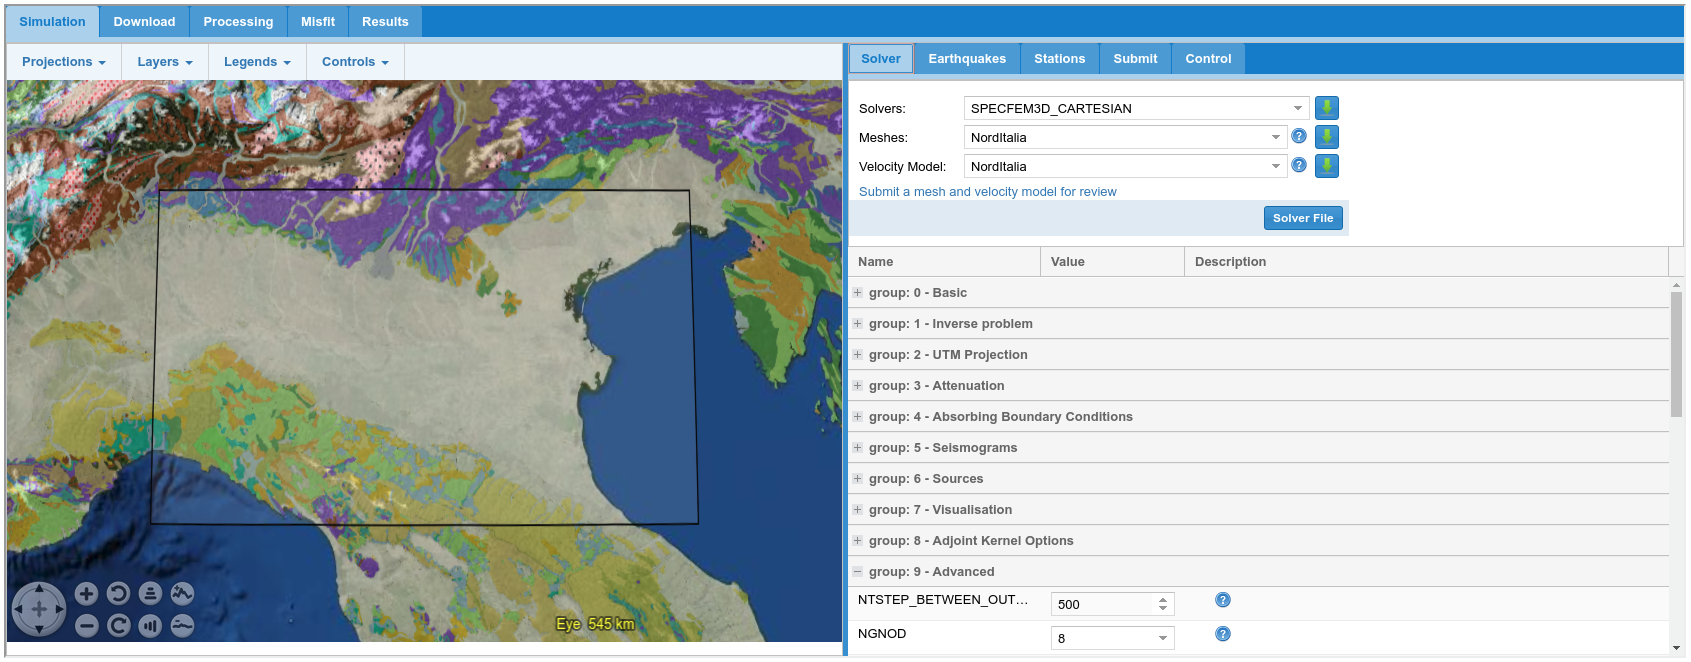 Simulation Download Processing Misfit Results
Projections Layers Legends Controls
Solver Earthquakes Stations Submit Control
Solvers: SPECFEM3D_CARTESIAN
Meshes: NordItalia ?
Velocity Model: NordItalia ?
Submit a mesh and velocity model for review
Solver File
Name Value Description
group: 0 - Basic
group: 1 - Inverse problem
group: 2 - UTM Projection
group: 3 - Attenuation
group: 4 - Absorbing Boundary Conditions
group: 5 - Seismograms
group: 6 - Sources
group: 7 - Visualisation
group: 8 - Adjoint Kernel Options
group: 9 - Advanced
NTSTEP_BETWEEN_OUT... 500 ?
NGNOD 8 ?
Eye 545 km